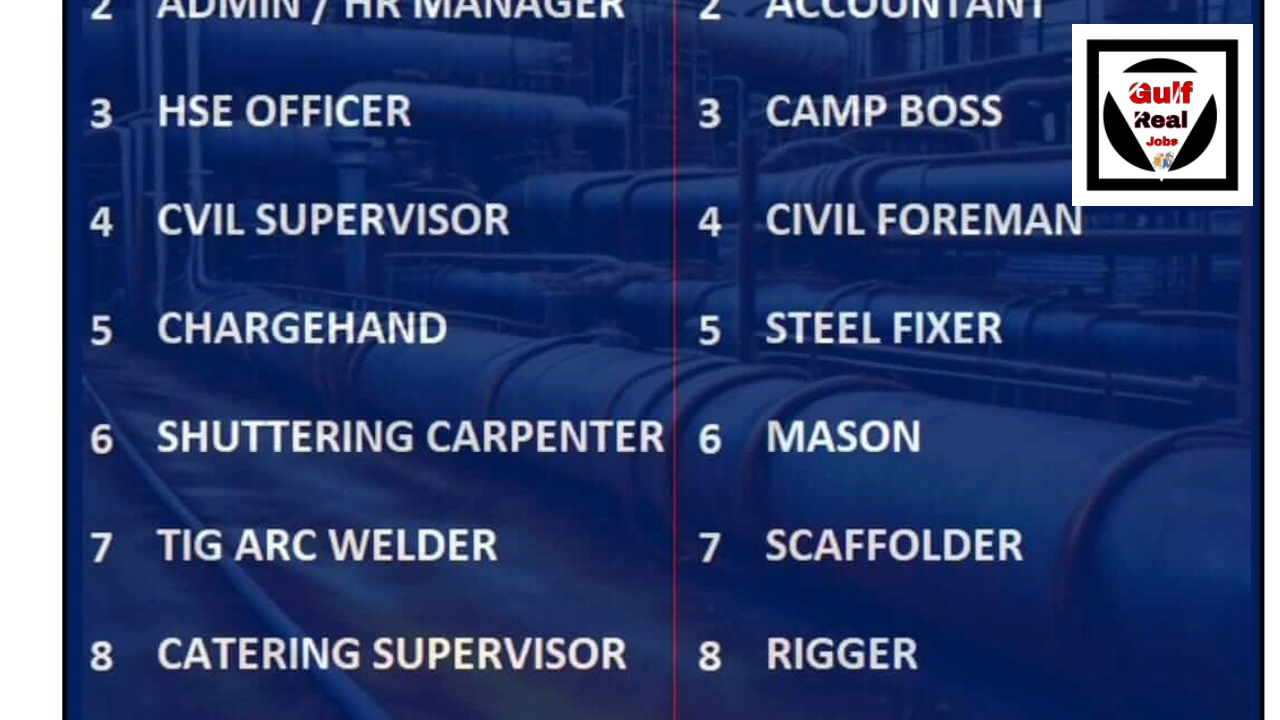 2 ADMIN / HR MANAGER
2 ACCOUNTANT
3 HSE OFFICER
3 CAMP BOSS
4 CVIL SUPERVISOR
4 CIVIL FOREMAN
5 CHARGEHAND
5 STEEL FIXER
6 SHUTTERING CARPENTER
6 MASON
7 TIG ARC WELDER
7 SCAFFOLDER
8 CATERING SUPERVISOR
8 RIGGER
Gulf
Real
Jobs